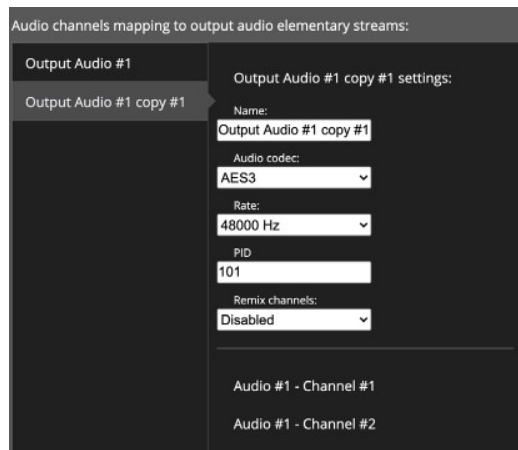 Audio channels mapping to output audio elementary streams:
Output Audio #1
Output Audio #1 copy #1
Output Audio #1 copy #1 settings:
Name:
Output Audio #1 copy #1
Audio codec:
AES3
Rate:
48000 Hz
PID
101
Remix channels:
Disabled
Audio #1 - Channel #1
Audio #1 - Channel #2